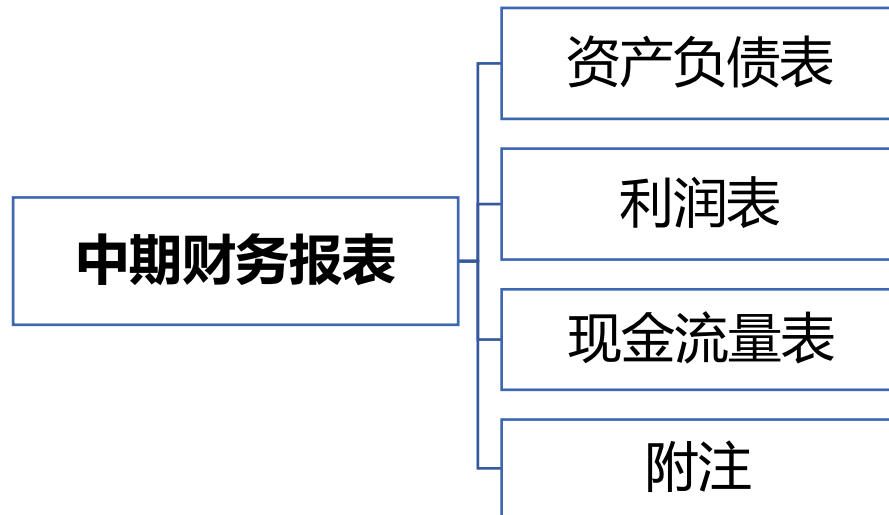 资产负债表
利润表
中期财务报表
现金流量表
附注